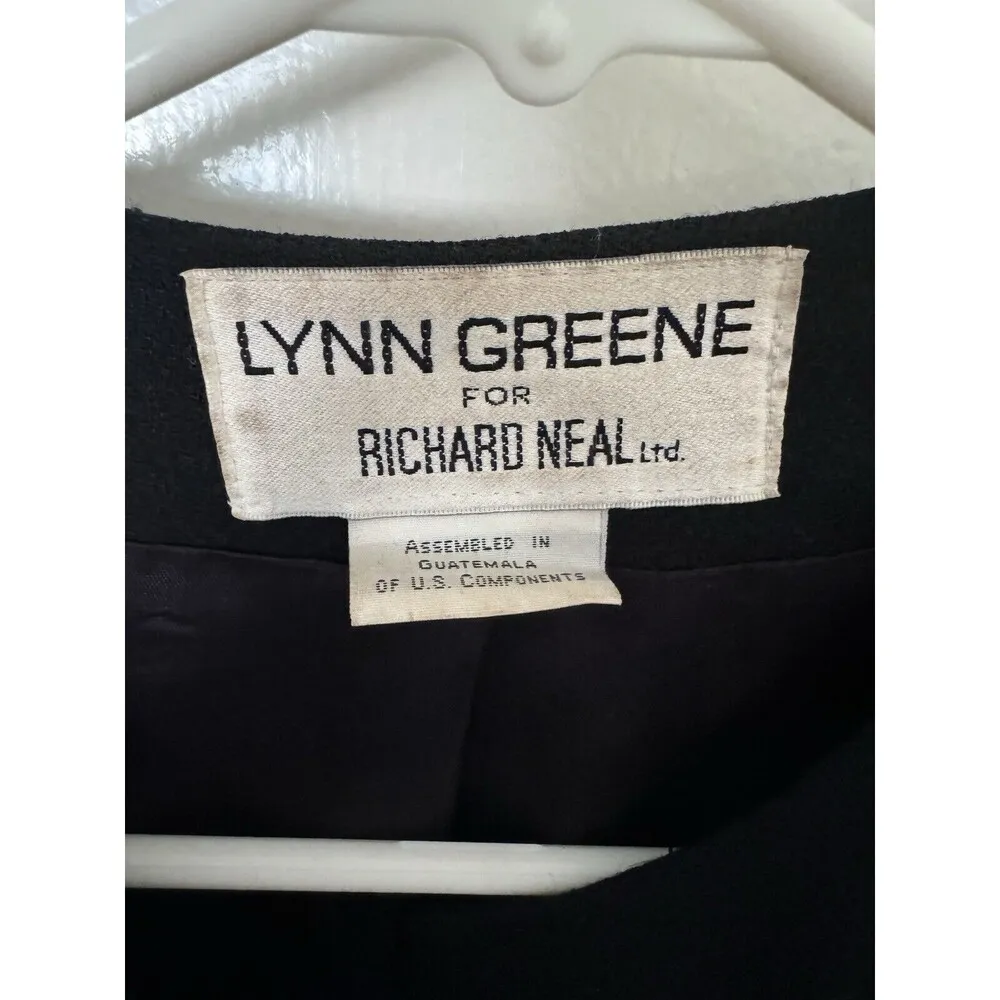 LYNN GREENE
FOR
RICHARD NEAL Ltd.
ASSEMBLED IN
GUATEMALA
OF U.S. COMPONENTS